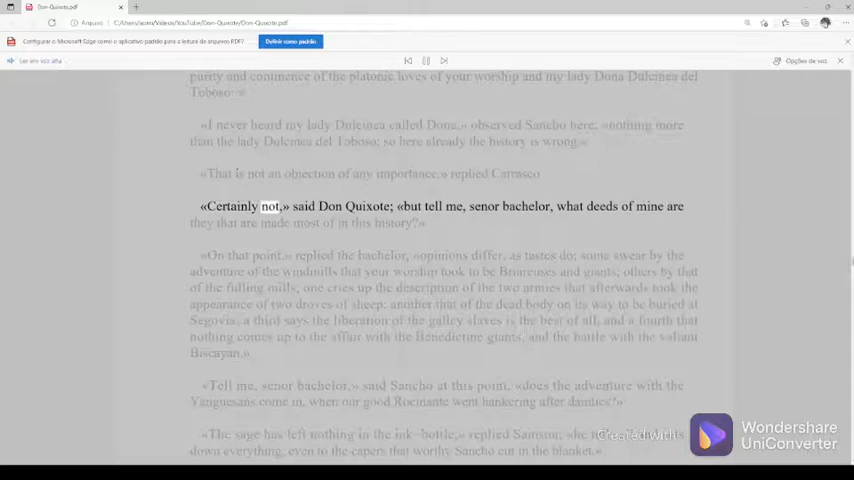 Don-Quixote.pdf
Arquivo C:/Users/ /Videos/YouTube/Don-Quixote/Don-Quixote.pdf
Configurar o Microsoft Edge como o aplicativo padrão para a leitura de arquivos PDF? Definir como padrão
Ler em voz alta Opções de voz
purity and continence of the platonic loves of your worship and my lady Dona Dulcinea del
Toboso
«I never heard my lady Dulcinea called Dona,» observed Sancho here; «nothing more
than the lady Dulcinea del Toboso; so here already the history is wrong.»
«That is not an objection of any importance,» replied Carrasco
«Certainly not,» said Don Quixote; «but tell me, senor bachelor, what deeds of mine are
they that are made most of in this history?»
«On that point,» replied the bachelor, «opinions differ, as tastes do; some swear by the
adventure of the windmills that your worship took to be Briareuses and giants; others by that
of the fulling mills; one cries up the description of the two armies that afterwards took the
appearance of two droves of sheep; another that of the dead body on its way to be buried at
Segovia; a third says the liberation of the galley slaves is the best of all, and a fourth that
nothing comes up to the affair with the Benedictine giants, and the battle with the valiant
Biscayan.»
«Tell me, senor bachelor,» said Sancho at this point, «does the adventure with the
Yanguesans come in, when our good Rocinante went hankering after dainties?»
«The sage has left nothing in the ink-bottle,» replied Samson; «he
down everything, even to the capers that worthy Sancho cut in the blanket.»
Created with
Wondershare
UniConverter